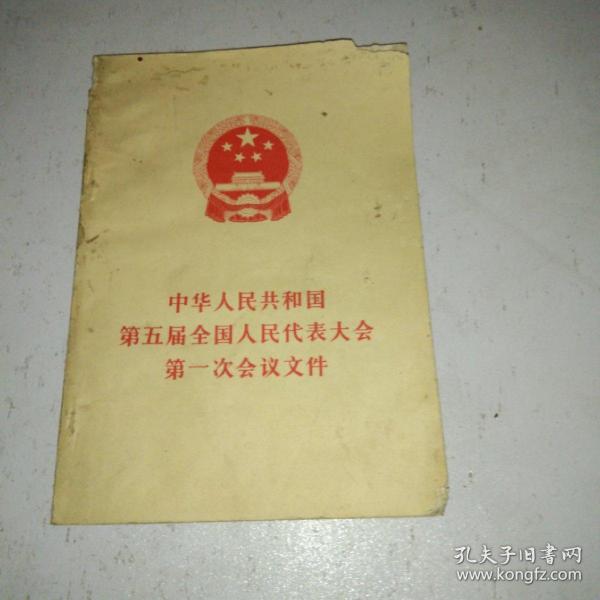 中华人民共和国
第五届全国人民代表大会
第一次会议文件
孔夫子旧书网
www.kongfz.com